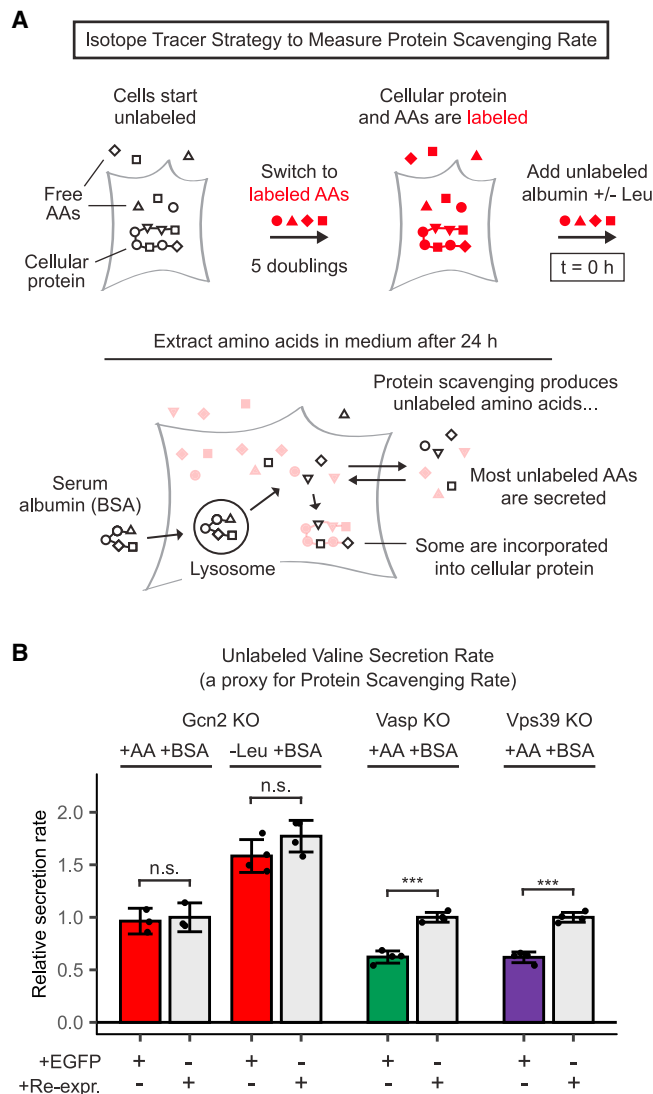 A
Isotope Tracer Strategy to Measure Protein Scavenging Rate
Cells start
unlabeled
Cellular protein
and AAs are labeled
Free
AAs
Cellular
protein
Switch to
labeled AAs
5 doublings
Add unlabeled
albumin +/- Leu
t = 0 h
Extract amino acids in medium after 24 h
Protein scavenging produces
unlabeled amino acids...
Serum
albumin (BSA)
Lysosome
Most unlabeled AAs
are secreted
Some are incorporated
into cellular protein
B
Unlabeled Valine Secretion Rate
(a proxy for Protein Scavenging Rate)
Gcn2 KO
Vasp KO
Vps39 KO
+AA +BSA
-Leu +BSA
+AA +BSA
+AA +BSA
Relative secretion rate
2.0
1.5
1.0
0.5
0.0
n.s.
n.s.
***
***
+EGFP + - + - + - + -
+Re-expr. - + - + - + - +